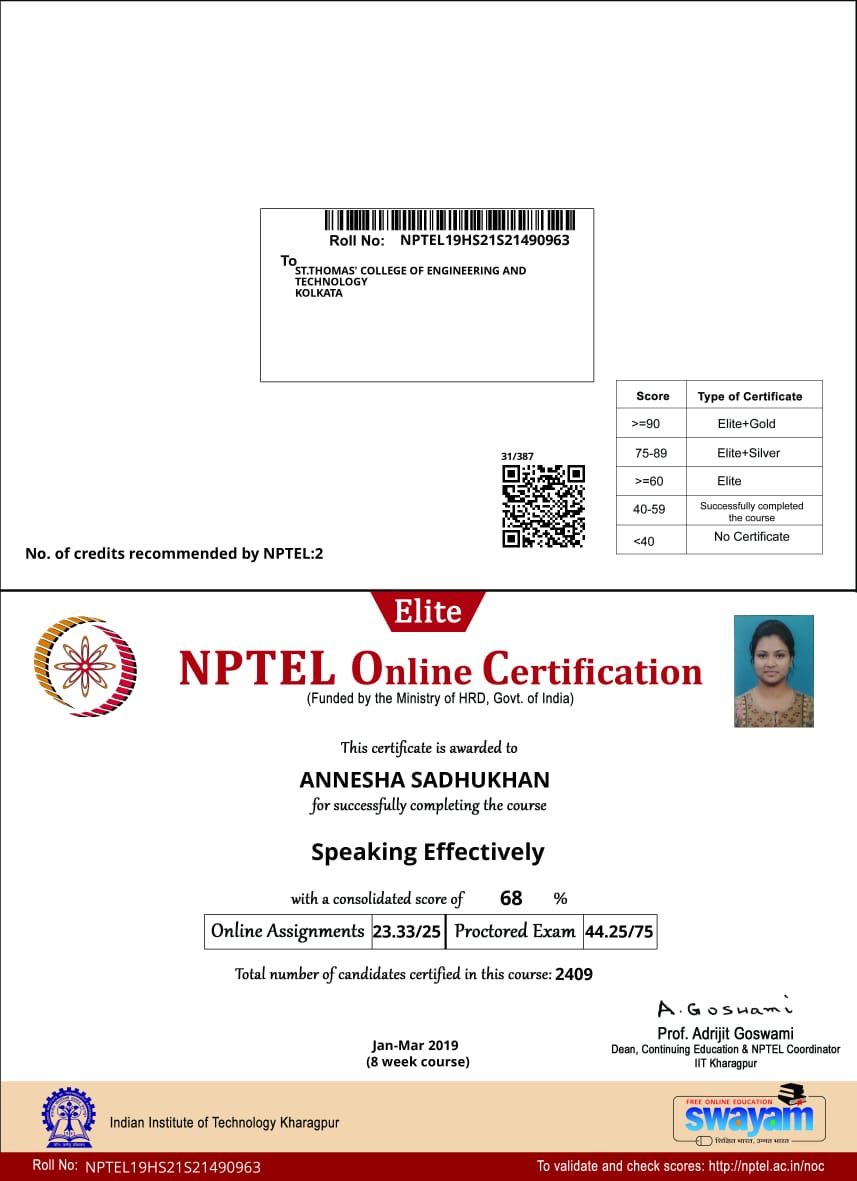 Roll No: NPTEL19HS21S21490963
To
ST.THOMAS' COLLEGE OF ENGINEERING AND
TECHNOLOGY
KOLKATA
Score Type of Certificate
>=90 Elite+Gold
75-89 Elite+Silver
>=60 Elite
40-59 Successfully completed
the course
<40 No Certificate
31/387
No. of credits recommended by NPTEL:2
Elite
NPTEL Online Certification
(Funded by the Ministry of HRD, Govt. of India)
This certificate is awarded to
ANNESHA SADHUKHAN
for successfully completing the course
Speaking Effectively
with a consolidated score of 68 %
Online Assignments 23.33/25 Proctored Exam 44.25/75
Total number of candidates certified in this course: 2409
A. Goswami
Prof. Adrijit Goswami
Dean, Continuing Education & NPTEL Coordinator
IIT Kharagpur
Jan-Mar 2019
(8 week course)
Indian Institute of Technology Kharagpur
FREE ONLINE EDUCATION
swayam
शिक्षित भारत, उन्नत भारत
Roll No: NPTEL19HS21S21490963
To validate and check scores: http://nptel.ac.in/noc